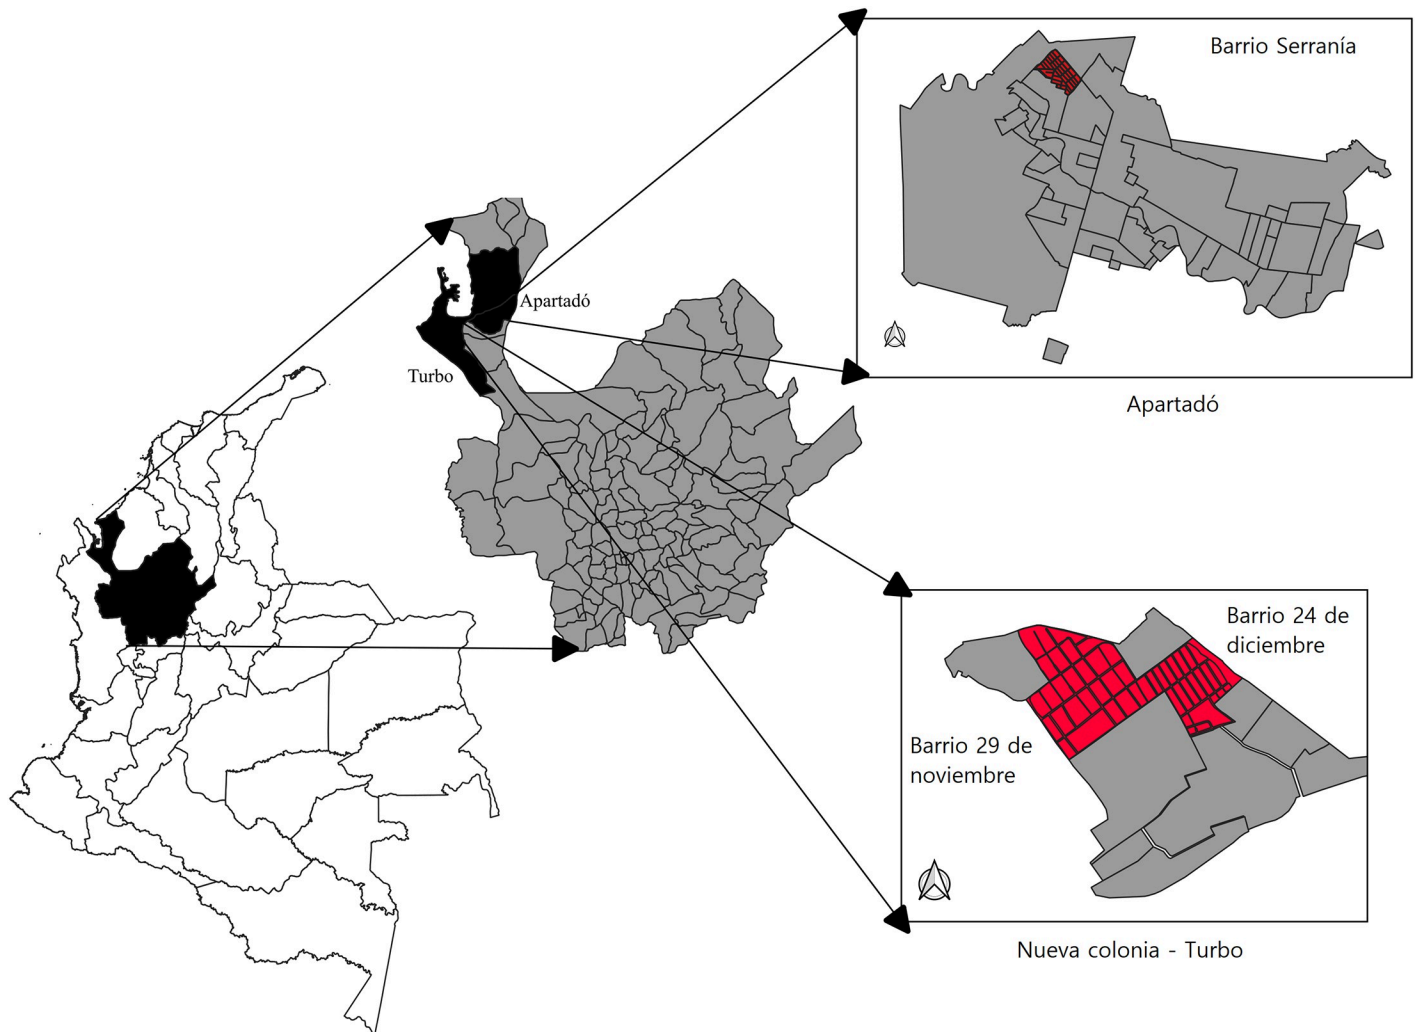 Barrio Serranía
Apartadó
Turbo
Apartadó
Barrio 24 de
diciembre
Barrio 29 de
noviembre
Nueva colonia - Turbo